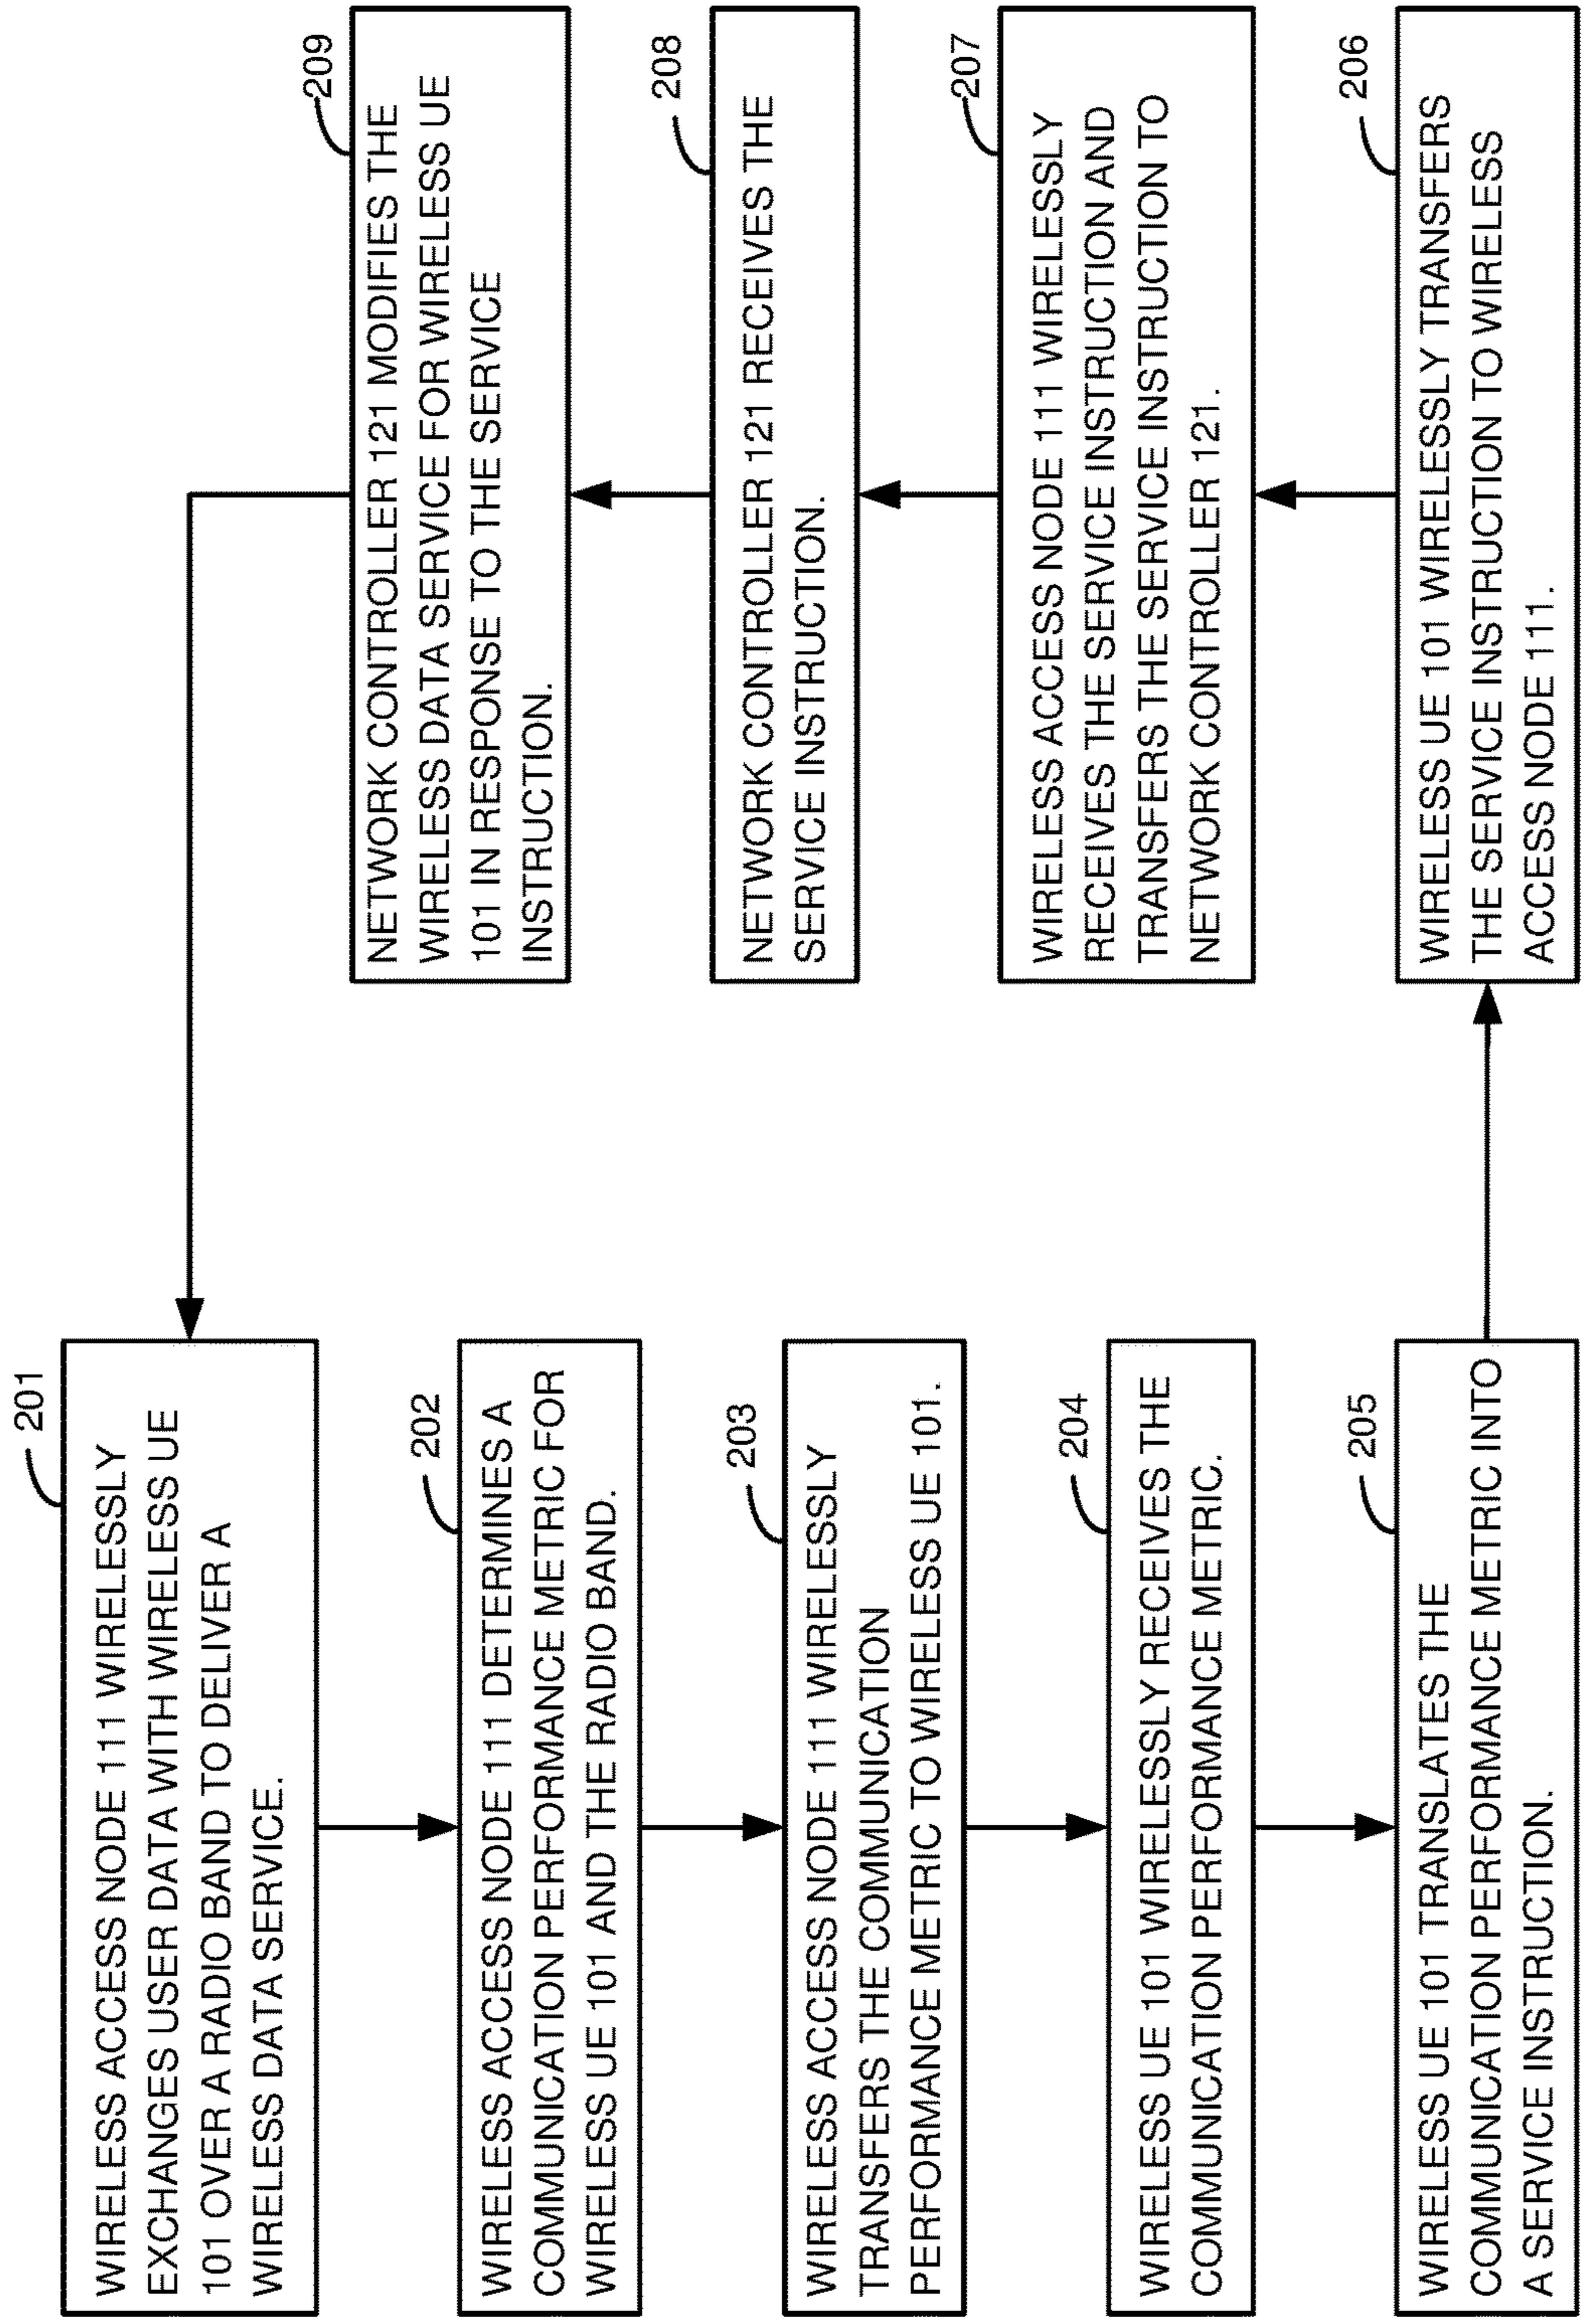 201
WIRELESS ACCESS NODE 111 WIRELESSLY
EXCHANGES USER DATA WITH WIRELESS UE
101 OVER A RADIO BAND TO DELIVER A
WIRELESS DATA SERVICE.
202
WIRELESS ACCESS NODE 111 DETERMINES A
COMMUNICATION PERFORMANCE METRIC FOR
WIRELESS UE 101 AND THE RADIO BAND.
203
WIRELESS ACCESS NODE 111 WIRELESSLY
TRANSFERS THE COMMUNICATION
PERFORMANCE METRIC TO WIRELESS UE 101.
204
WIRELESS UE 101 WIRELESSLY RECEIVES THE
COMMUNICATION PERFORMANCE METRIC.
205
WIRELESS UE 101 TRANSLATES THE
COMMUNICATION PERFORMANCE METRIC INTO
A SERVICE INSTRUCTION.
206
WIRELESS UE 101 WIRELESSLY TRANSFERS
THE SERVICE INSTRUCTION TO WIRELESS
ACCESS NODE 111.
207
WIRELESS ACCESS NODE 111 WIRELESSLY
RECEIVES THE SERVICE INSTRUCTION AND
TRANSFERS THE SERVICE INSTRUCTION TO
NETWORK CONTROLLER 121.
208
NETWORK CONTROLLER 121 RECEIVES THE
SERVICE INSTRUCTION.
209
NETWORK CONTROLLER 121 MODIFIES THE
WIRELESS DATA SERVICE FOR WIRELESS UE
101 IN RESPONSE TO THE SERVICE
INSTRUCTION.